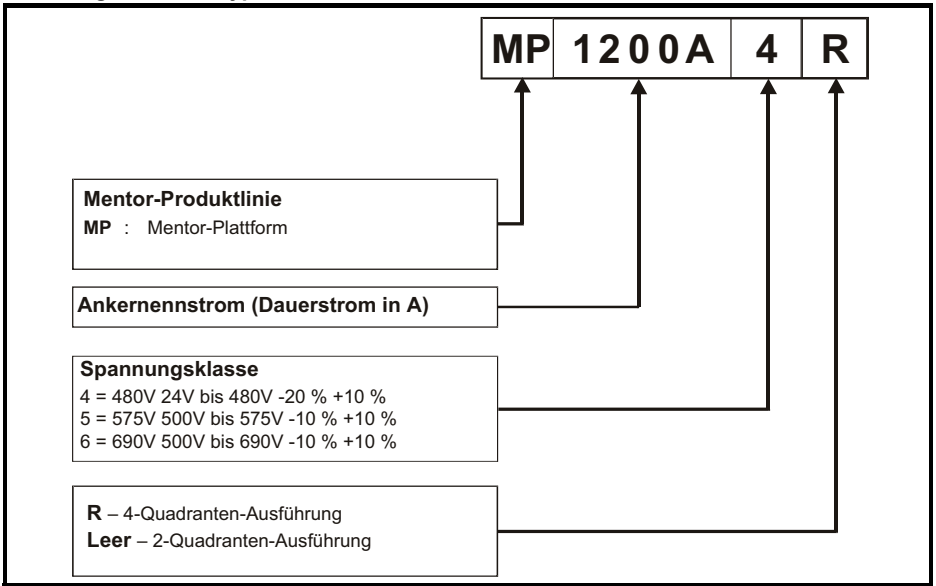 MP 1200A 4 R
Mentor-Produktlinie
MP : Mentor-Plattform
Ankernennstrom (Dauerstrom in A)
Spannungsklasse
4 = 480V 24V bis 480V -20 % +10 %
5 = 575V 500V bis 575V -10 % +10 %
6 = 690V 500V bis 690V -10 % +10 %
R – 4-Quadranten-Ausführung
Leer – 2-Quadranten-Ausführung